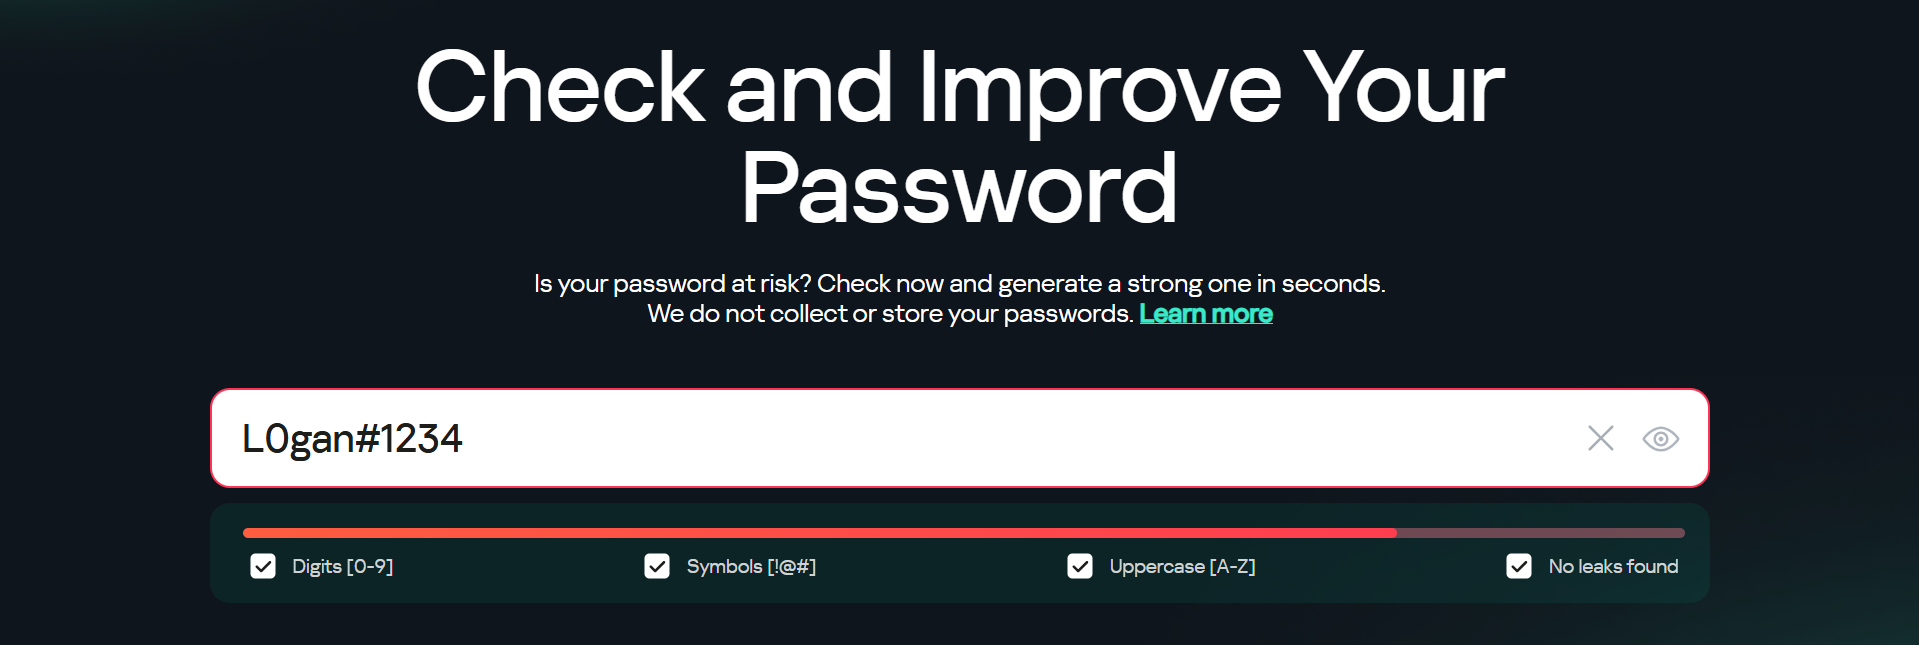 Check and Improve Your
Password
Is your password at risk? Check now and generate a strong one in seconds.
We do not collect or store your passwords. Learn more
L0gan#1234
Digits [0-9] Symbols [!@#] Uppercase [A-Z] No leaks found